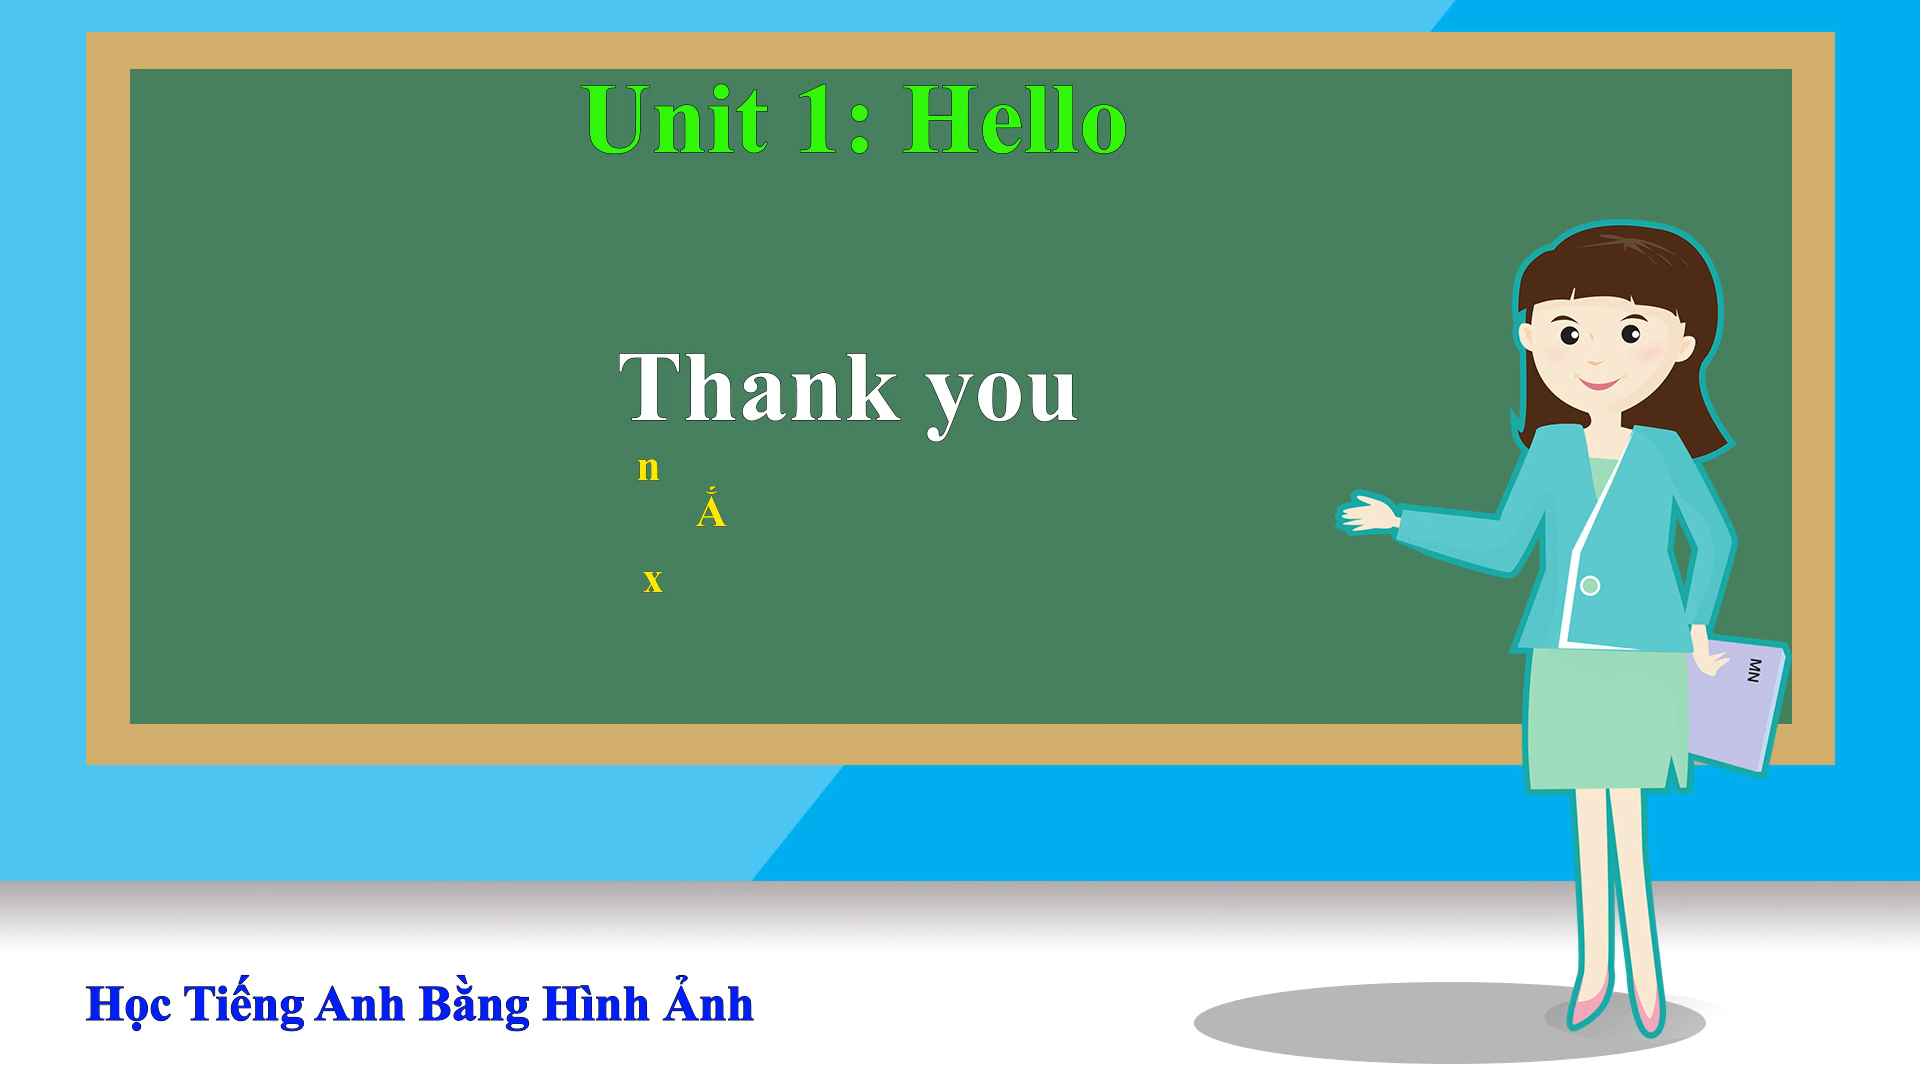 Unit 1: Hello
Thank you
n
Ắ
x
MN
Học Tiếng Anh Bằng Hình Ảnh